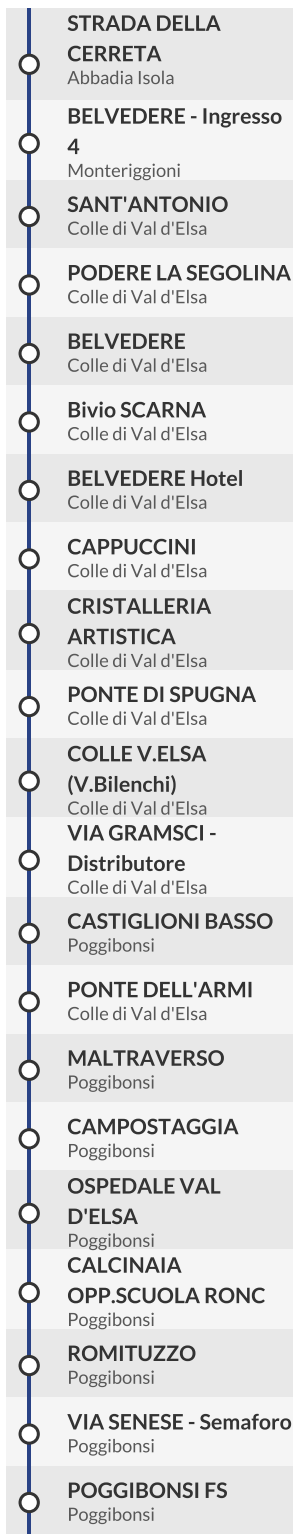 STRADA DELLA
CERRETA
Abbadia Isola
BELVEDERE - Ingresso
4
Monteriggioni
SANT'ANTONIO
Colle di Val d'Elsa
PODERE LA SEGOLINA
Colle di Val d'Elsa
BELVEDERE
Colle di Val d'Elsa
Bivio SCARNA
Colle di Val d'Elsa
BELVEDERE Hotel
Colle di Val d'Elsa
CAPPUCCINI
Colle di Val d'Elsa
CRISTALLERIA
ARTISTICA
Colle di Val d'Elsa
PONTE DI SPUGNA
Colle di Val d'Elsa
COLLE V.ELSA
(V.Bilenchi)
Colle di Val d'Elsa
VIA GRAMSCI -
Distributore
Colle di Val d'Elsa
CASTIGLIONI BASSO
Poggibonsi
PONTE DELL'ARMI
Colle di Val d'Elsa
MALTRAVERSO
Poggibonsi
CAMPOSTAGGIA
Poggibonsi
OSPEDALE VAL
D'ELSA
Poggibonsi
CALCINAIA
OPP.SCUOLA RONC
Poggibonsi
ROMITUZZO
Poggibonsi
VIA SENESE - Semaforo
Poggibonsi
POGGIBONSI FS
Poggibonsi